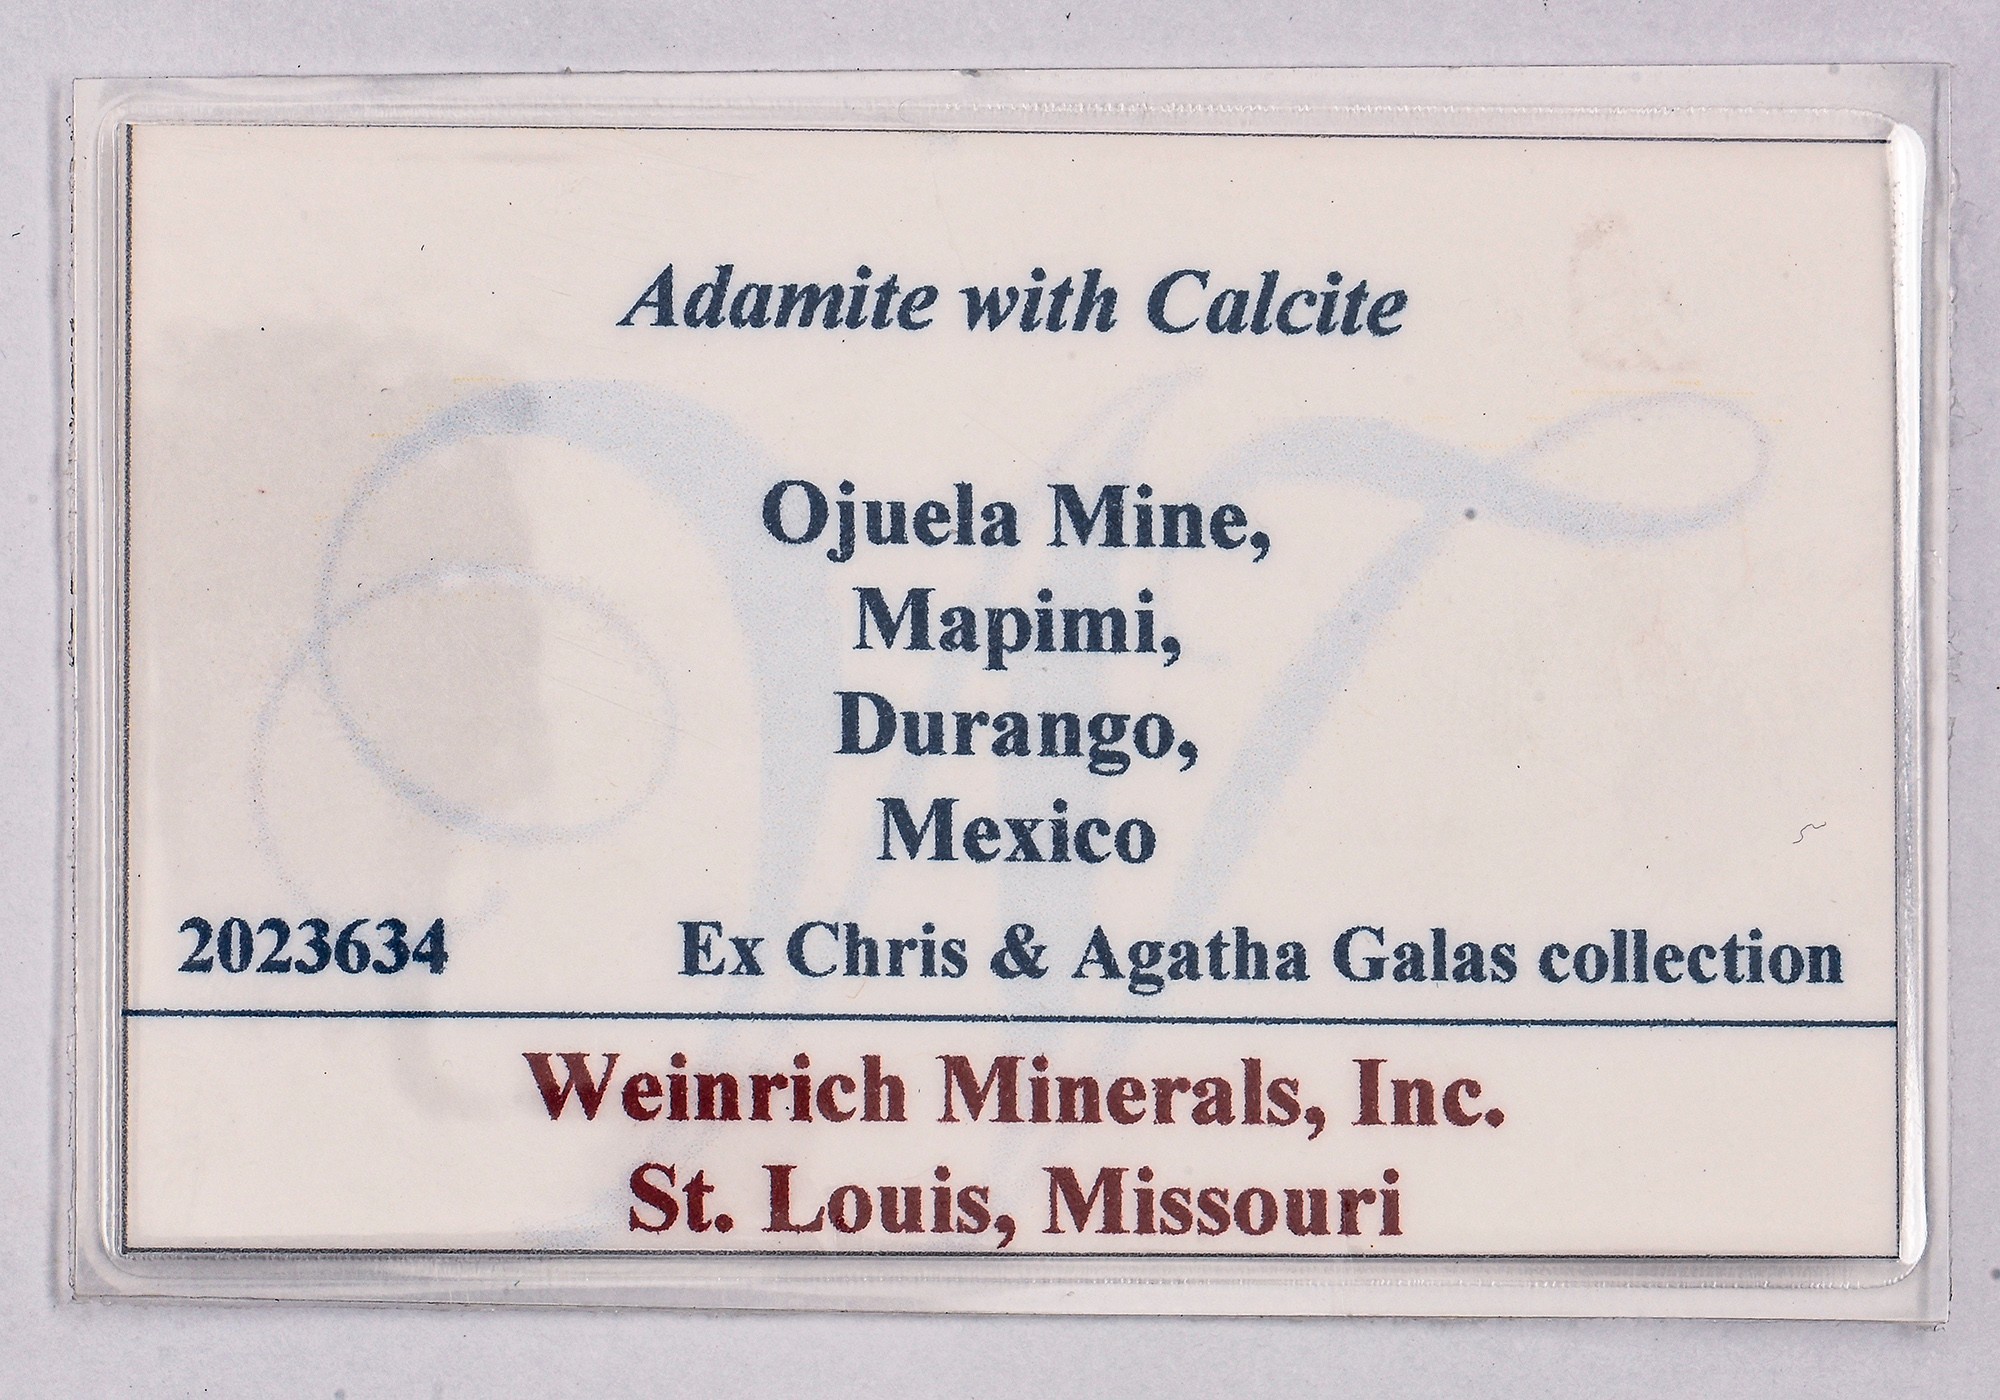 Adamite with Calcite
Ojuela Mine,
Mapimi,
Durango,
Mexico
2023634 Ex Chris & Agatha Galas collection
Weinrich Minerals, Inc.
St. Louis, Missouri